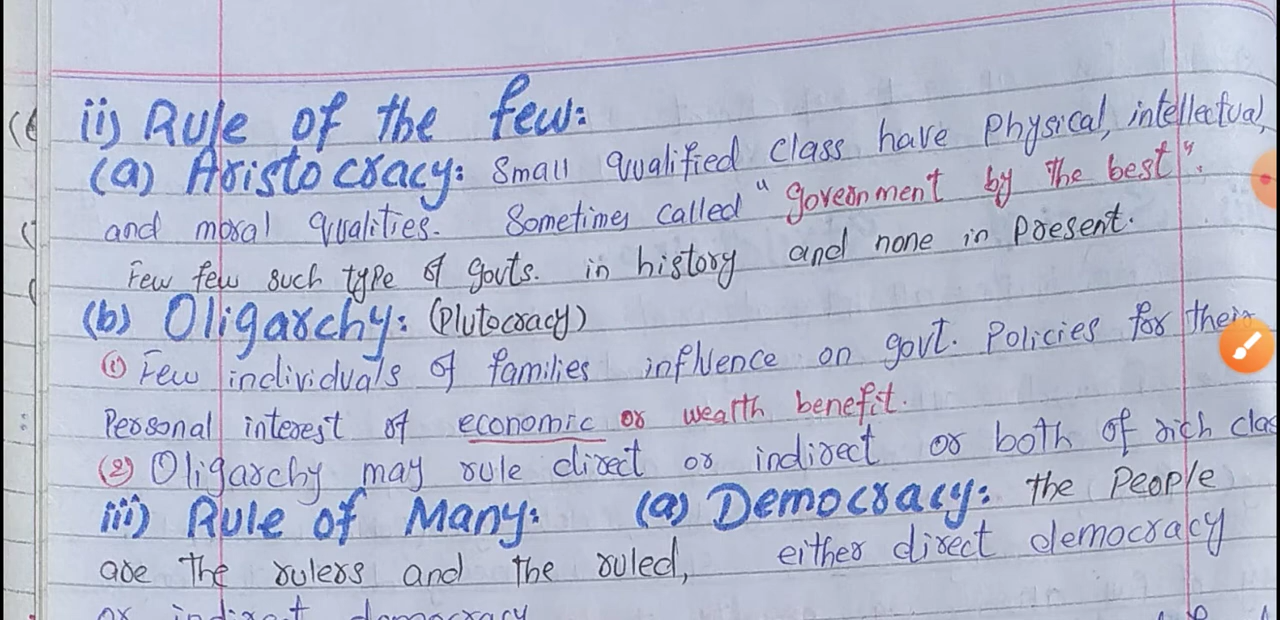 ii) Rule of the few:
(a) Aristocracy: Small qualified class have Physical, intellectual,
and moral qualities. Sometimes called "government by the best".
Few few such type of govts. in history and none in present.
(b) Oligarchy: (Plutocracy)
(1) Few individuals of families influence on govt. Policies for their
Personal interest of economic or wealth benefit.
(2) Oligarchy may rule direct or indirect or both of rich clas
iii) Rule of Many: (a) Democracy: the People
are the rulers and the ruled, either direct democracy
or indirect democracy